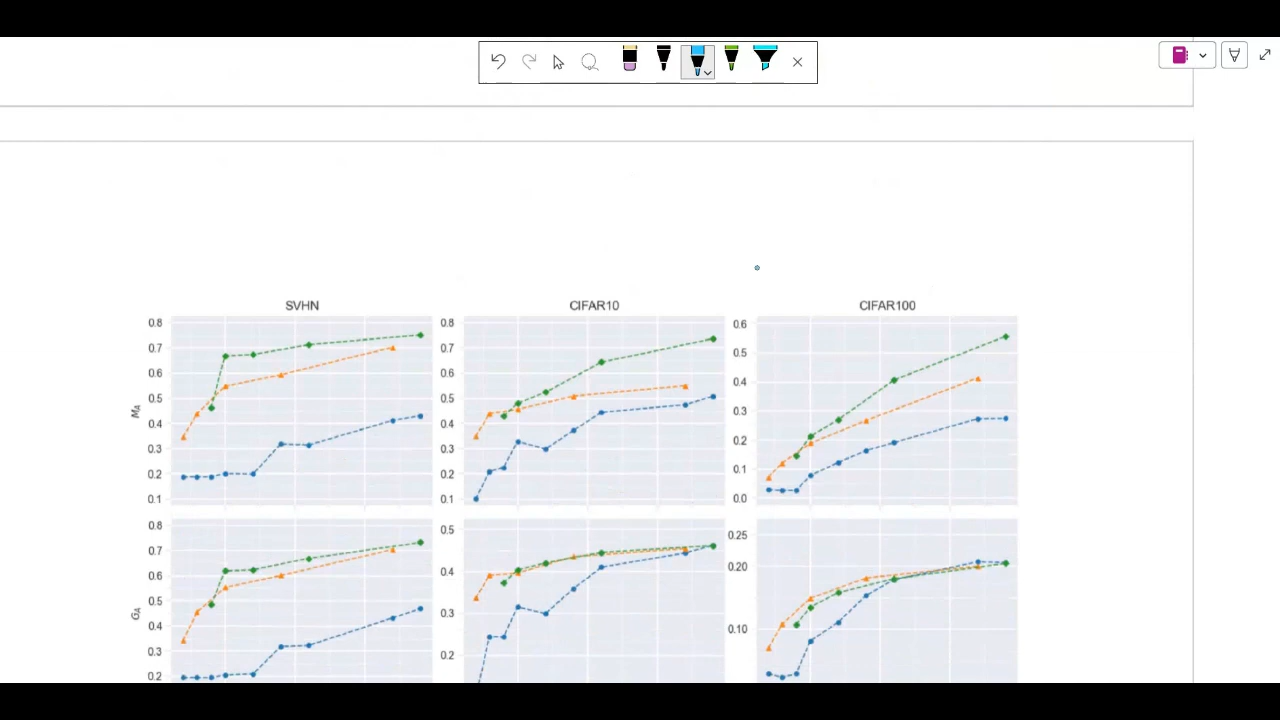 SVHN CIFAR10 CIFAR100
0.8 0.8 0.6
0.7 0.7 0.5
0.6 0.6 0.4
0.5 0.5 0.3
0.4 0.4 0.2
0.3 0.3 0.1
0.2 0.2 0.0
0.1 0.1
M_A
0.8 0.5 0.25
0.7 0.4 0.20
0.6 0.3 0.10
0.5 0.2
0.4
0.3
0.2
G_A